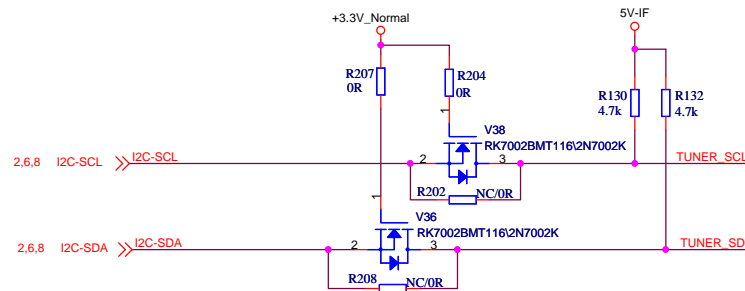 +3.3V_Normal
5V-IF
R207
0R
R204
0R
R130
4.7k
R132
4.7k
1
V38
RK7002BMT116\2N7002K
2,6,8
I2C-SCL
I2C-SCL
2
3
TUNER_SCL
R202
NC/0R
1
V36
RK7002BMT116\2N7002K
2,6,8
I2C-SDA
I2C-SDA
2
3
TUNER_SD
R208
NC/0R